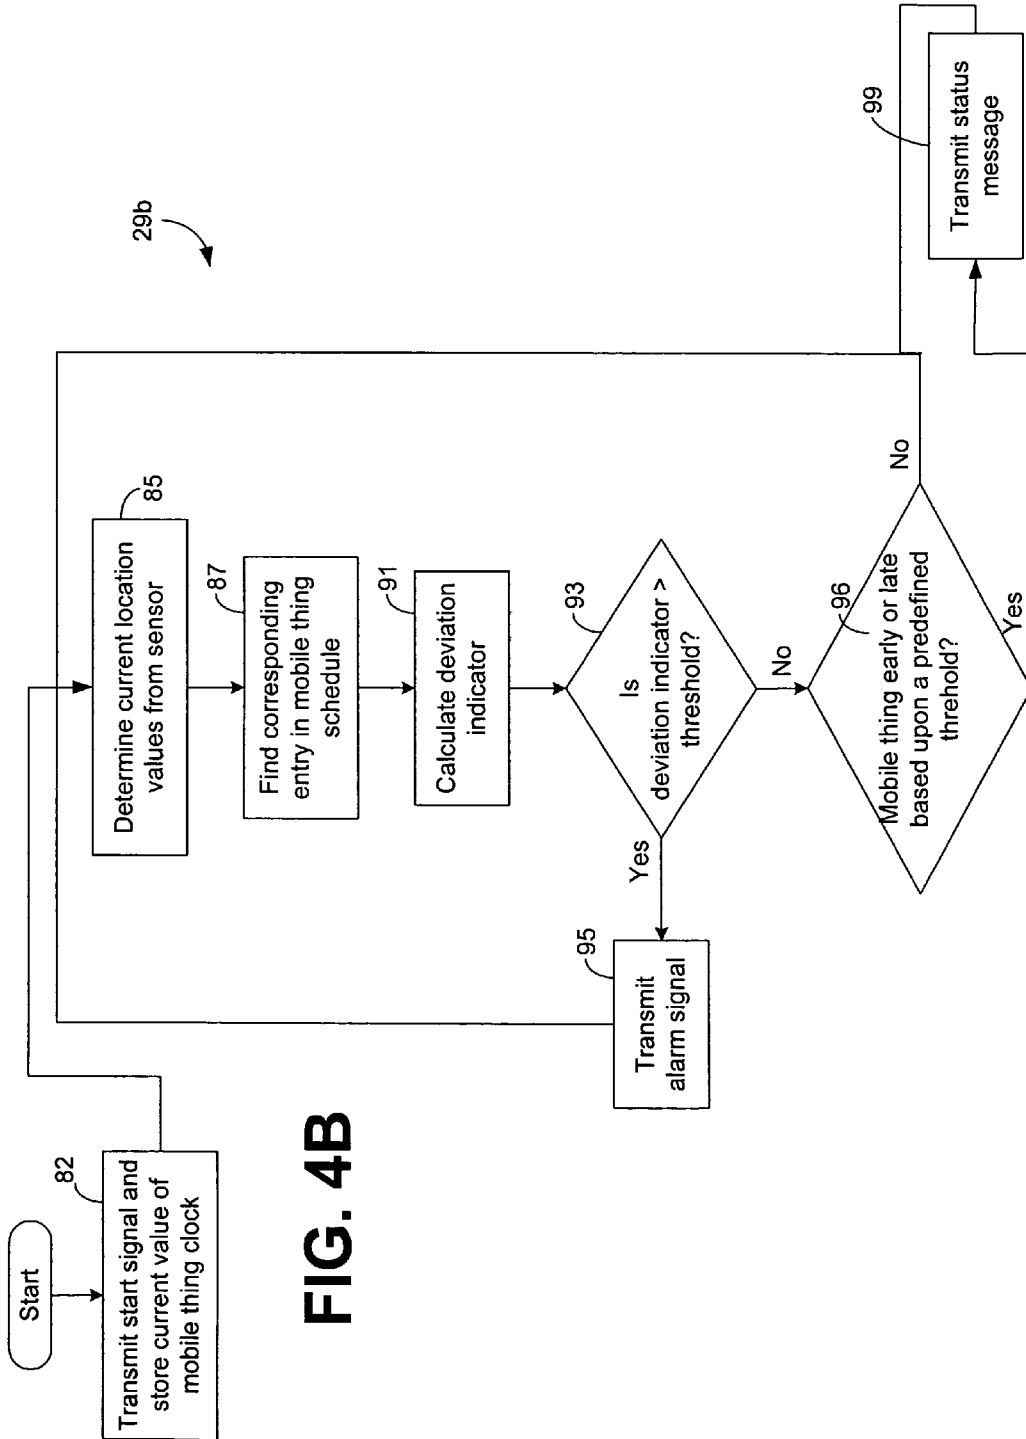 Start
82
Transmit start signal and
store current value of
mobile thing clock
85
Determine current location
values from sensor
87
Find corresponding
entry in mobile thing
schedule
91
Calculate deviation
indicator
93
Is
deviation indicator >
threshold?
Yes
No
95
Transmit
alarm signal
96
Mobile thing early or late
based upon a predefined
threhold?
No
Yes
99
Transmit status
message
29b
FIG. 4B